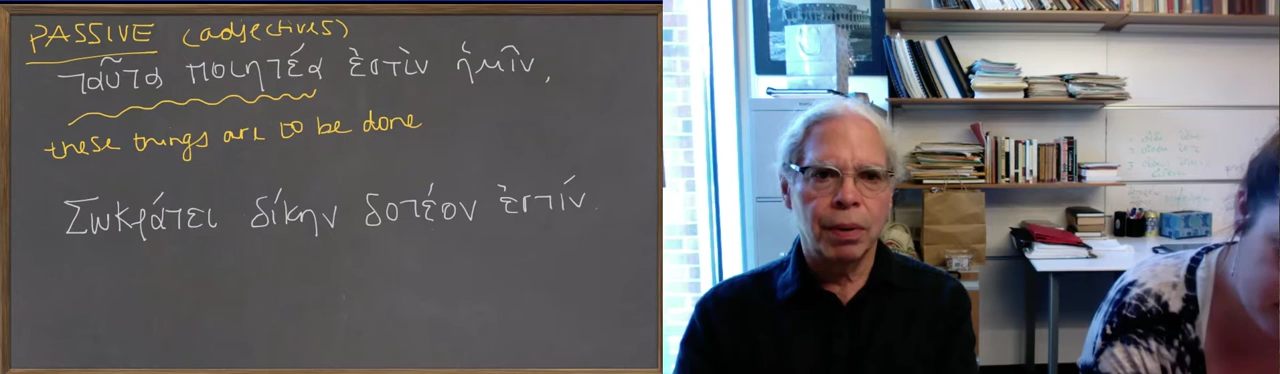 PASSIVE (adjectives)
ταῦτα ποιητέα ἐστὶν ἡμῖν,
these things are to be done
Σωκράτει δίκην δοτέον ἐστίν.